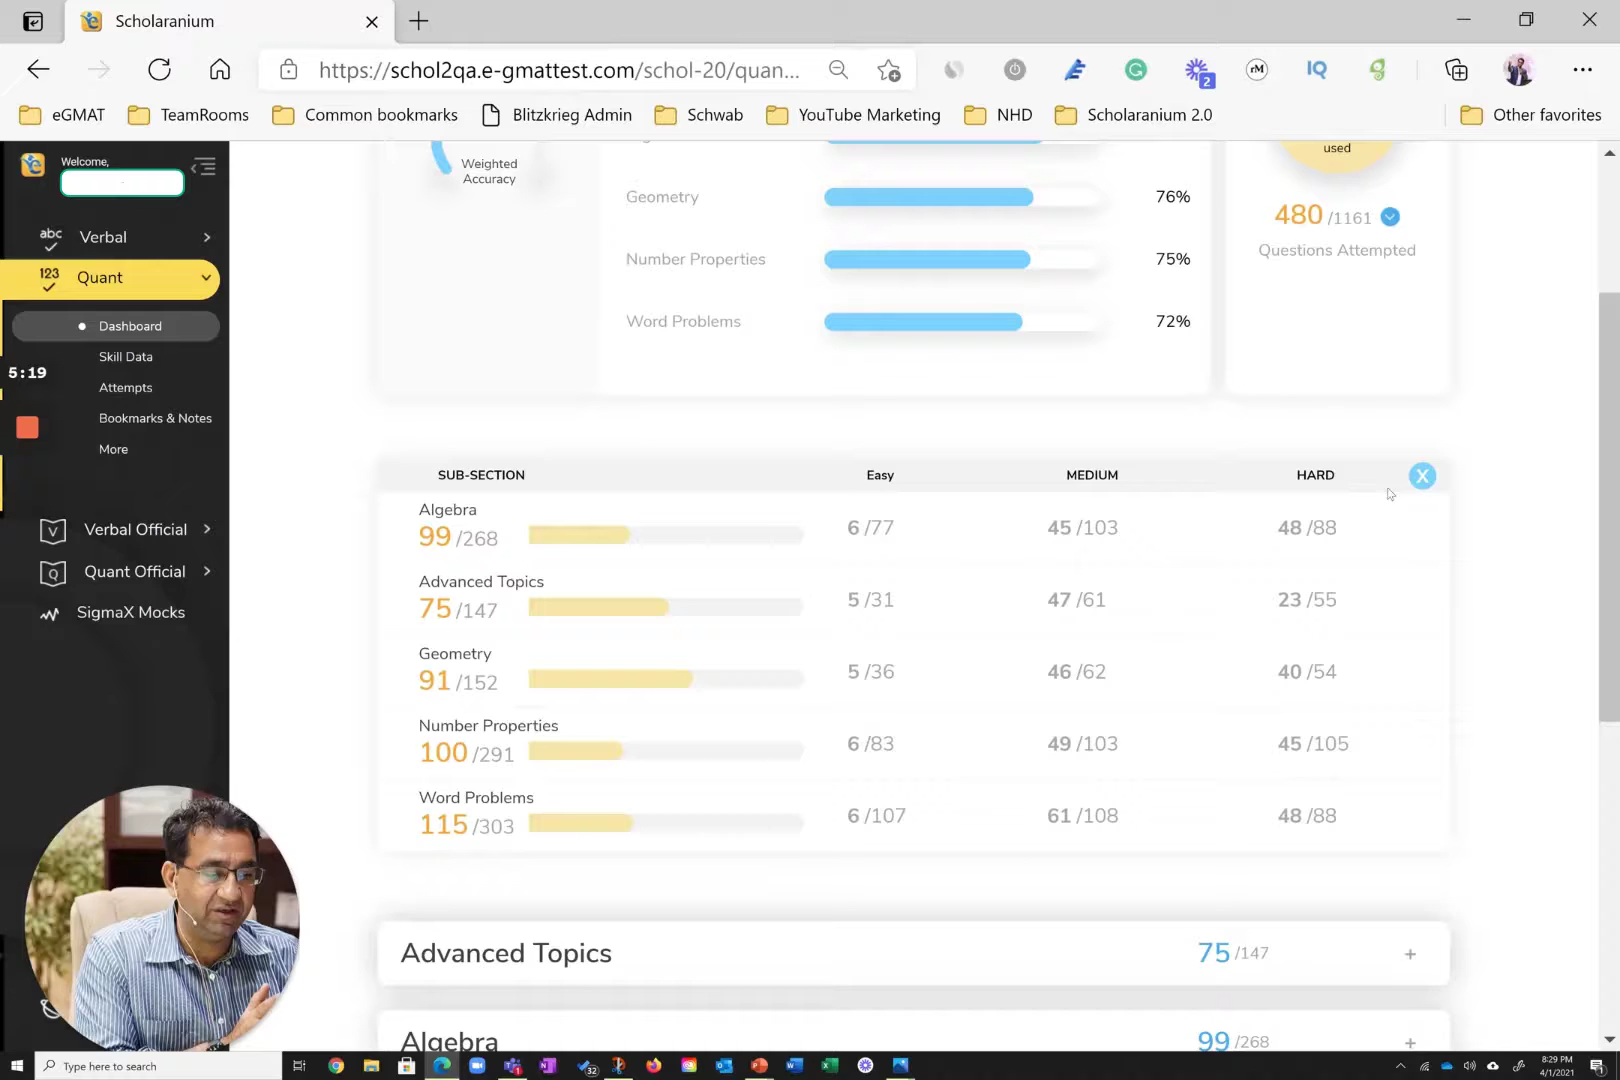 Scholaranium
https://schol2qa.e-gmattest.com/schol-20/quan...
2
rM
IQ
eGMAT
TeamRooms
Common bookmarks
Blitzkrieg Admin
Schwab
YouTube Marketing
NHD
Scholaranium 2.0
Other favorites
Welcome,
abc
Verbal
123
Quant
Dashboard
Skill Data
5:19
Attempts
Bookmarks & Notes
More
V
Verbal Official
Q
Quant Official
SigmaX Mocks
Weighted
Accuracy
Geometry
76%
Number Properties
75%
Word Problems
72%
used
480 /1161
Questions Attempted
SUB-SECTION
Easy
MEDIUM
HARD
X
Algebra
99 /268
6 /77
45 /103
48 /88
Advanced Topics
75 /147
5 /31
47 /61
23 /55
Geometry
91 /152
5 /36
46 /62
40 /54
Number Properties
100 /291
6 /83
49 /103
45 /105
Word Problems
115 /303
6 /107
61 /108
48 /88
Advanced Topics
75 /147
+
Algebra
99 /268
+
Type here to search
32
8:29 PM
4/1/2021